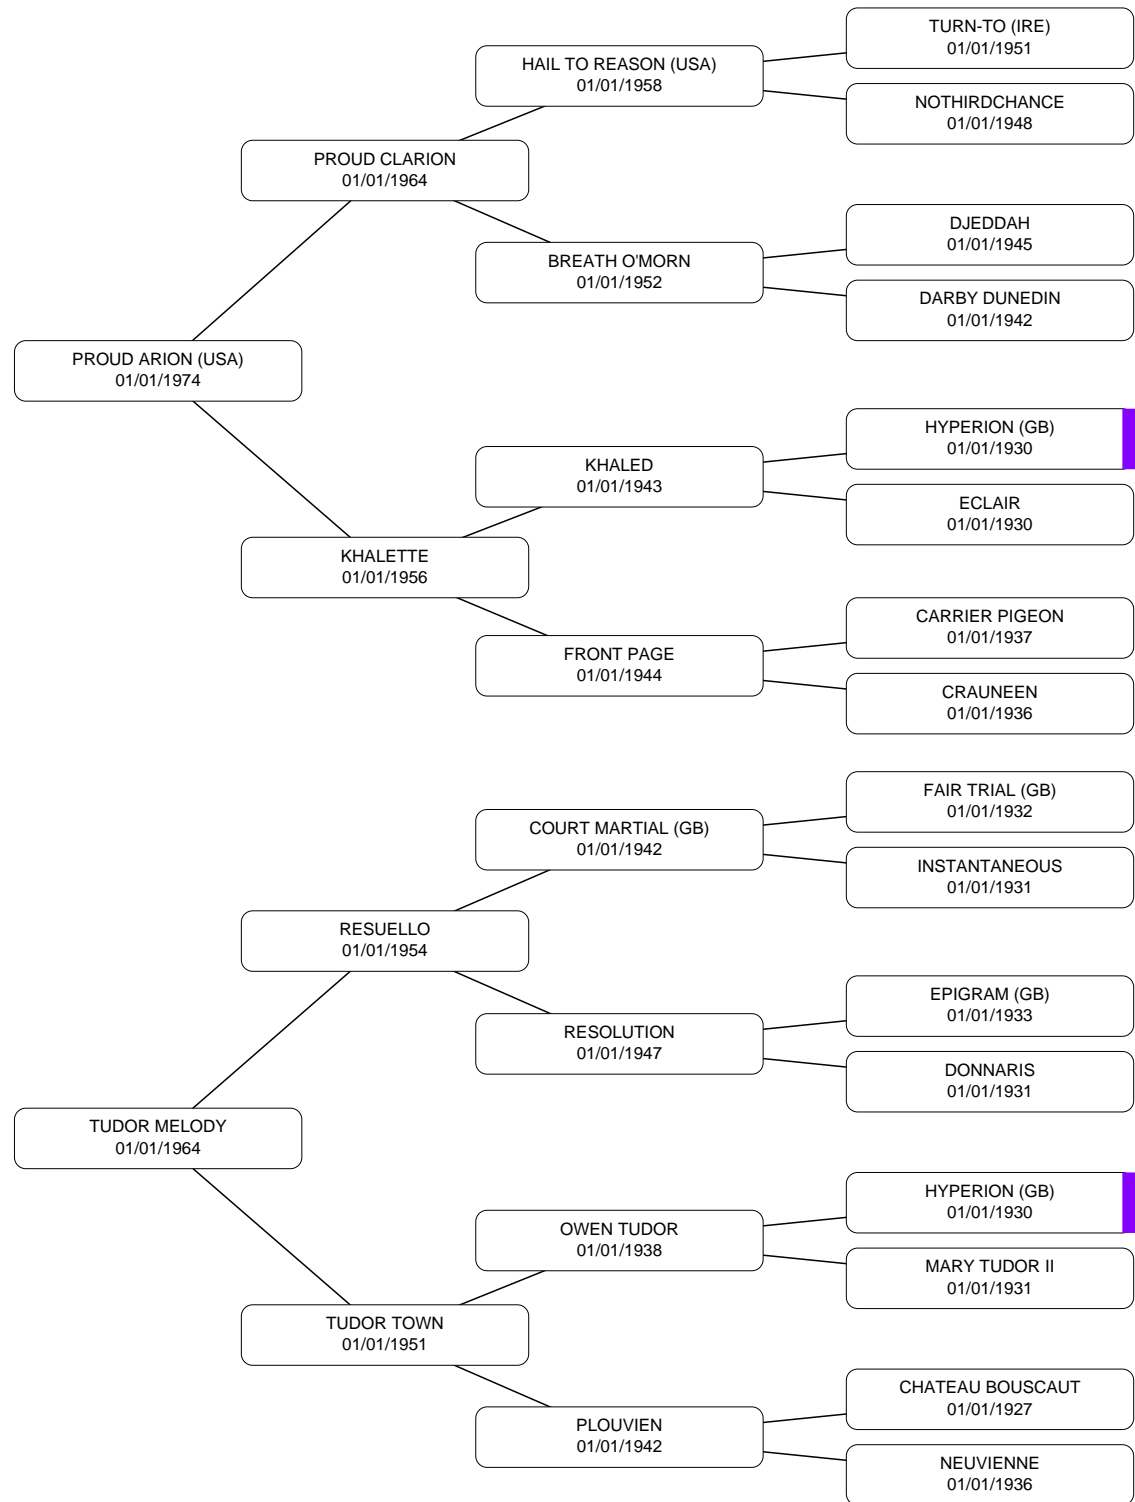 TURN-TO (IRE)
01/01/1951
HAIL TO REASON (USA)
01/01/1958
NOTHIRDCHANCE
01/01/1948
PROUD CLARION
01/01/1964
DJEDDAH
01/01/1945
BREATH O'MORN
01/01/1952
DARBY DUNEDIN
01/01/1942
PROUD ARION (USA)
01/01/1974
HYPERION (GB)
01/01/1930
KHALED
01/01/1943
ECLAIR
01/01/1930
KHALETTE
01/01/1956
CARRIER PIGEON
01/01/1937
FRONT PAGE
01/01/1944
CRAUNEEN
01/01/1936
FAIR TRIAL (GB)
01/01/1932
COURT MARTIAL (GB)
01/01/1942
INSTANTANEOUS
01/01/1931
RESUELLO
01/01/1954
EPIGRAM (GB)
01/01/1933
RESOLUTION
01/01/1947
DONNARIS
01/01/1931
TUDOR MELODY
01/01/1964
HYPERION (GB)
01/01/1930
OWEN TUDOR
01/01/1938
MARY TUDOR II
01/01/1931
TUDOR TOWN
01/01/1951
CHATEAU BOUSCAUT
01/01/1927
PLOUVIEN
01/01/1942
NEUVIENNE
01/01/1936